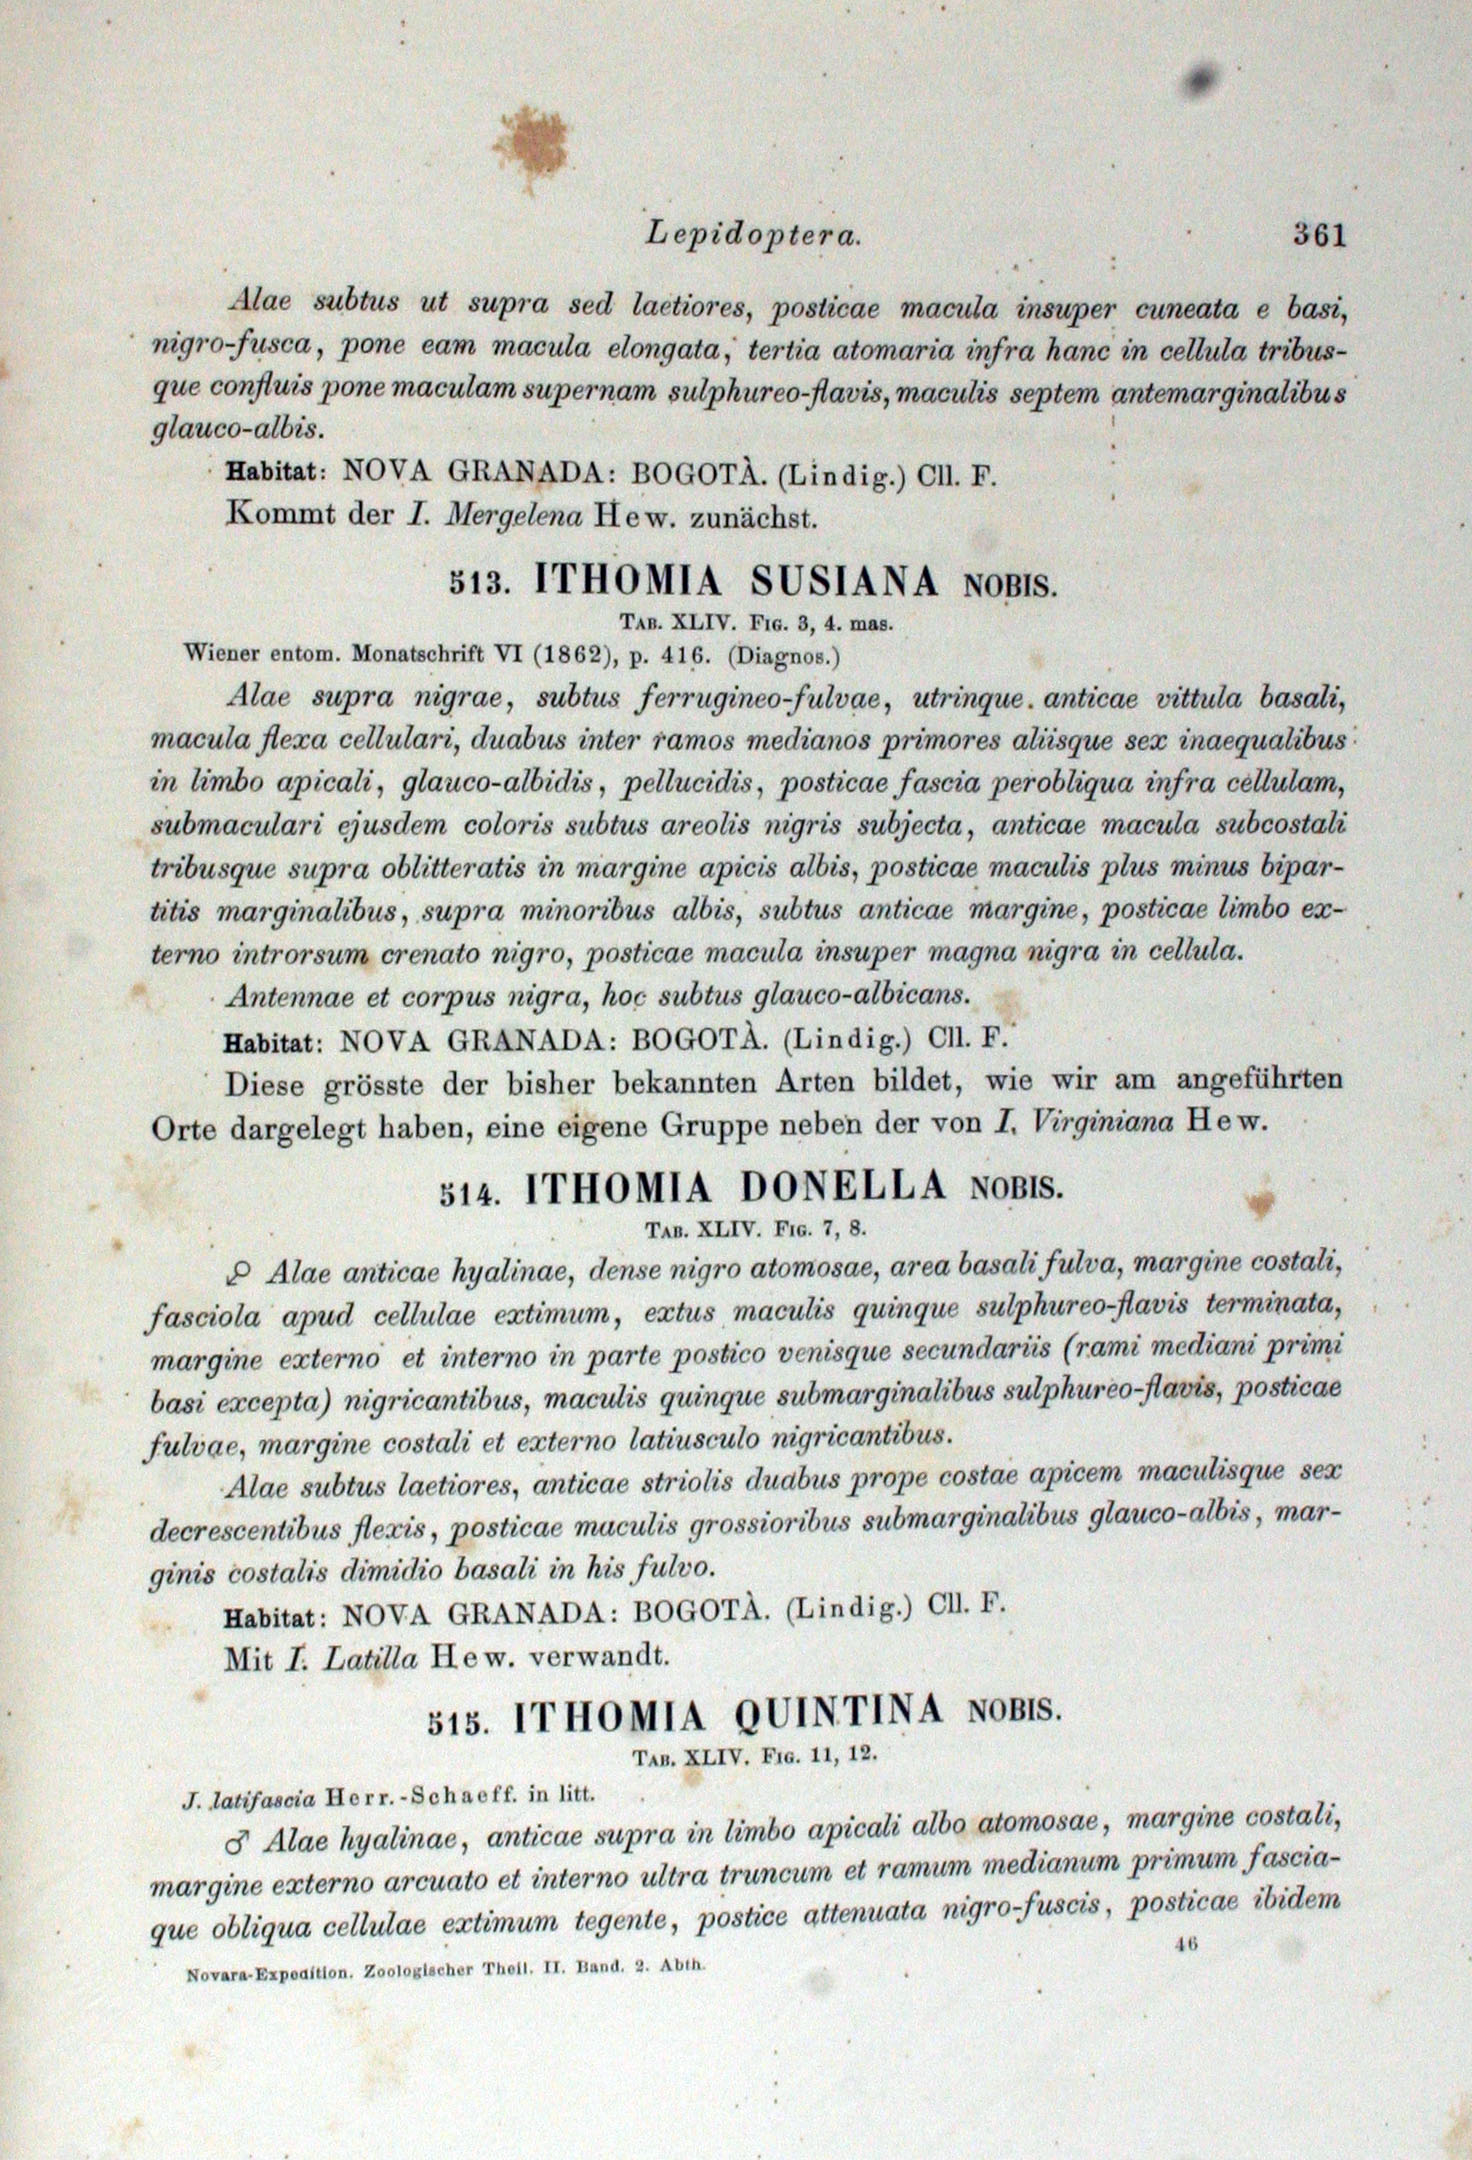 Lepidoptera. 361
Alae subtus ut supra sed laetiores, posticae macula insuper cuneata e basi,
nigro-fusca, pone eam macula elongata, tertia atomaria infra hanc in cellula tribus-
que confluis pone maculam supernam sulphureo-flavis, maculis septem antemarginalibus
glauco-albis.
Habitat: NOVA GRANADA: BOGOTÀ. (Lindig.) Cll. F.
Kommt der I. Mergelena Hew. zunächst.
513. ITHOMIA SUSIANA NOBIS.
TAB. XLIV. FIG. 3, 4. mas.
Wiener entom. Monatschrift VI (1862), p. 416. (Diagnos.)
Alae supra nigrae, subtus ferrugineo-fulvae, utrinque. anticae vittula basali,
macula flexa cellulari, duabus inter ramos medianos primores aliisque sex inaequalibus
in limbo apicali, glauco-albidis, pellucidis, posticae fascia perobliqua infra cellulam,
submaculari ejusdem coloris subtus areolis nigris subjecta, anticae macula subcostali
tribusque supra oblitteratis in margine apicis albis, posticae maculis plus minus bipar-
titis marginalibus, supra minoribus albis, subtus anticae margine, posticae limbo ex-
terno introrsum crenato nigro, posticae macula insuper magna nigra in cellula.
Antennae et corpus nigra, hoc subtus glauco-albicans.
Habitat: NOVA GRANADA: BOGOTÀ. (Lindig.) Cll. F.
Diese grösste der bisher bekannten Arten bildet, wie wir am angeführten
Orte dargelegt haben, eine eigene Gruppe neben der von I. Virginiana Hew.
514. ITHOMIA DONELLA NOBIS.
TAB. XLIV. FIG. 7, 8.
♀ Alae anticae hyalinae, dense nigro atomosae, area basali fulva, margine costali,
fasciola apud cellulae extimum, extus maculis quinque sulphureo-flavis terminata,
margine externo et interno in parte postico venisque secundariis (rami mediani primi
basi excepta) nigricantibus, maculis quinque submarginalibus sulphureo-flavis, posticae
fulvae, margine costali et externo latiusculo nigricantibus.
Alae subtus laetiores, anticae striolis duabus prope costae apicem maculisque sex
decrescentibus flexis, posticae maculis grossioribus submarginalibus glauco-albis, mar-
ginis costalis dimidio basali in his fulvo.
Habitat: NOVA GRANADA: BOGOTÀ. (Lindig.) Cll. F.
Mit I. Latilla Hew. verwandt.
515. ITHOMIA QUINTINA NOBIS.
TAB. XLIV. FIG. 11, 12.
J. latifascia Herr.-Schaeff. in litt.
♂ Alae hyalinae, anticae supra in limbo apicali albo atomosae, margine costali,
margine externo arcuato et interno ultra truncum et ramum medianum primum fascia-
que obliqua cellulae extimum tegente, postice attenuata nigro-fuscis, posticae ibidem
46
Novara-Expedition. Zoologischer Theil. II. Band. 2. Abth.